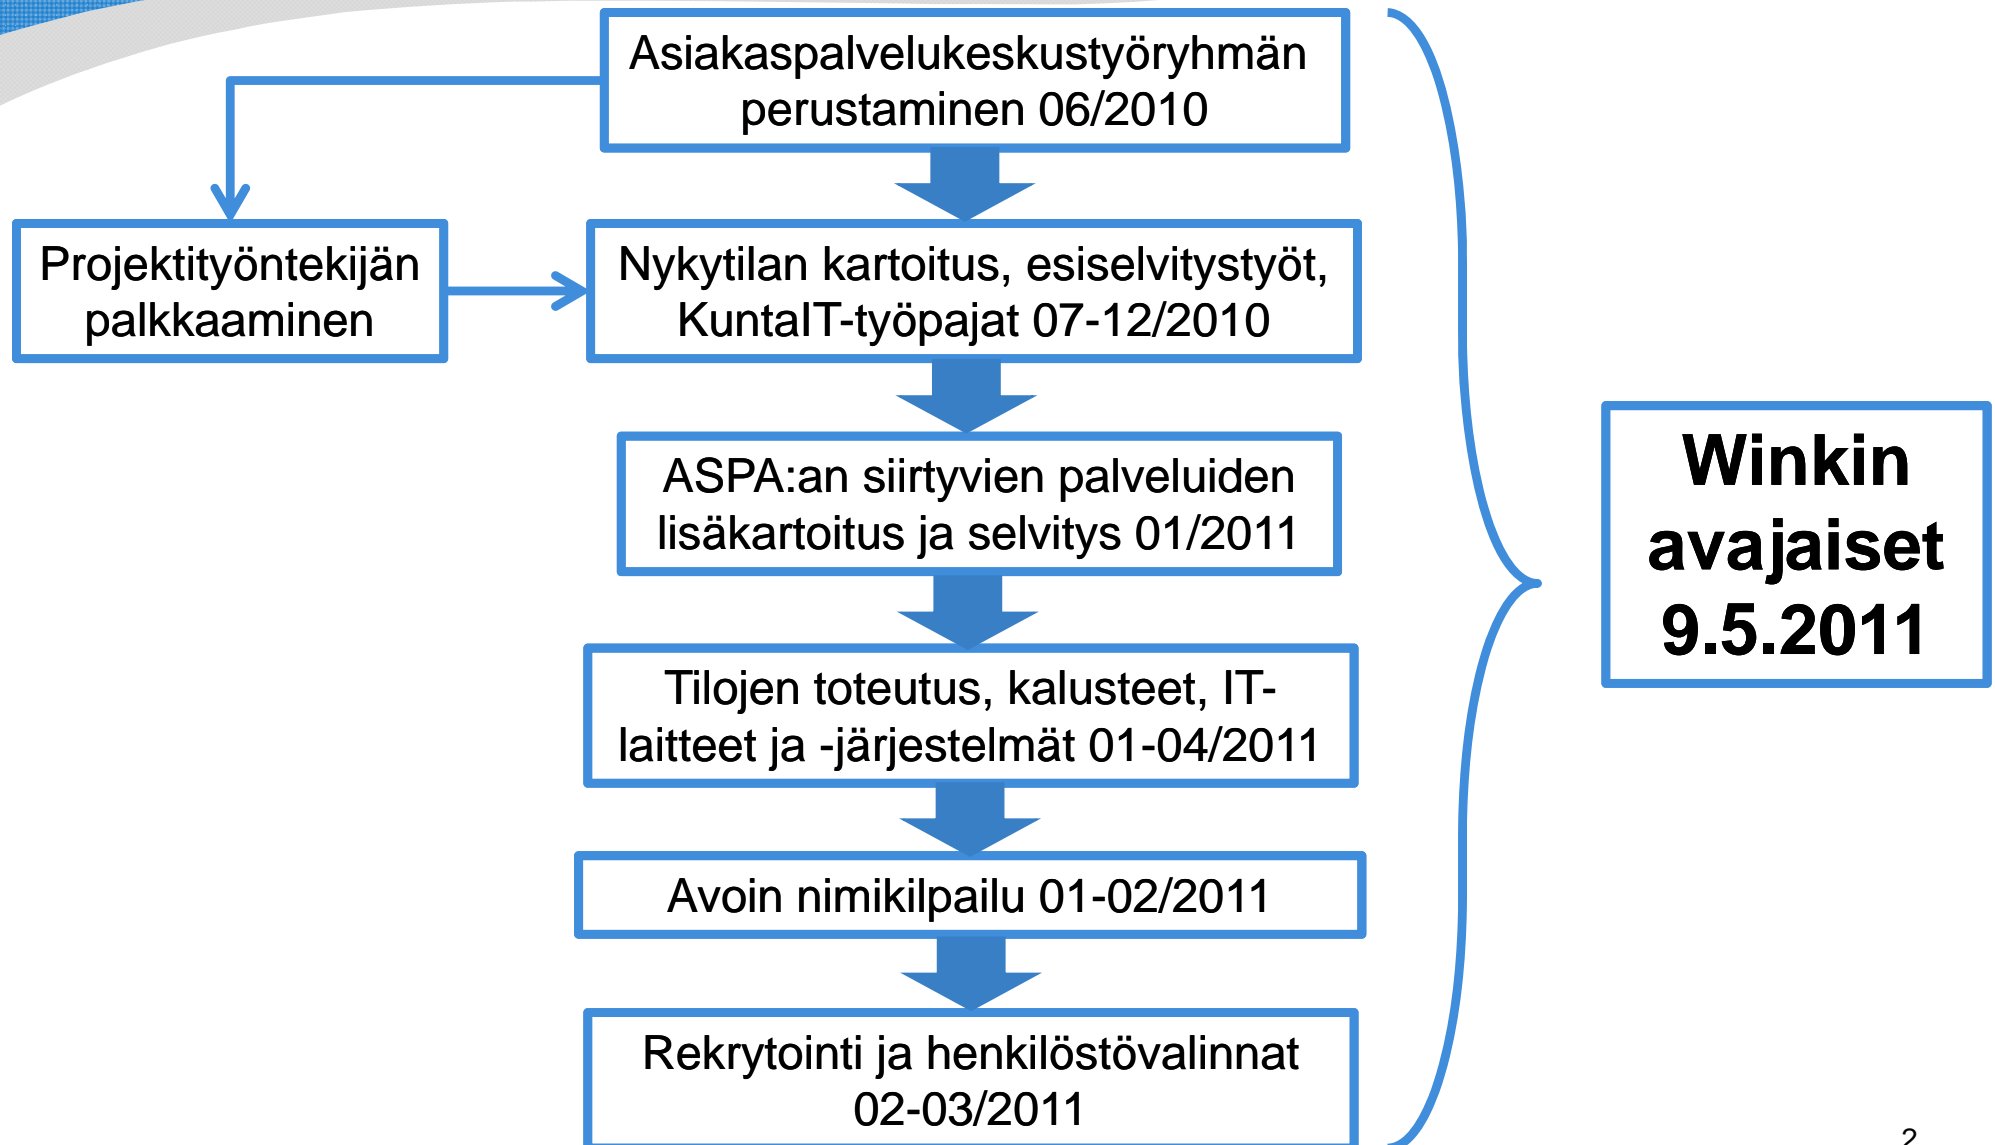 Asiakaspalvelukeskustyöryhmän
perustaminen 06/2010
Projektityöntekijän
palkkaaminen
Nykytilan kartoitus, esiselvitystyöt,
KuntaIT-työpajat 07-12/2010
ASPA:an siirtyvien palveluiden
lisäkartoitus ja selvitys 01/2011
Tilojen toteutus, kalusteet, IT-
laitteet ja -järjestelmät 01-04/2011
Avoin nimikilpailu 01-02/2011
Rekrytointi ja henkilöstövalinnat
02-03/2011
Winkin
avajaiset
9.5.2011
2